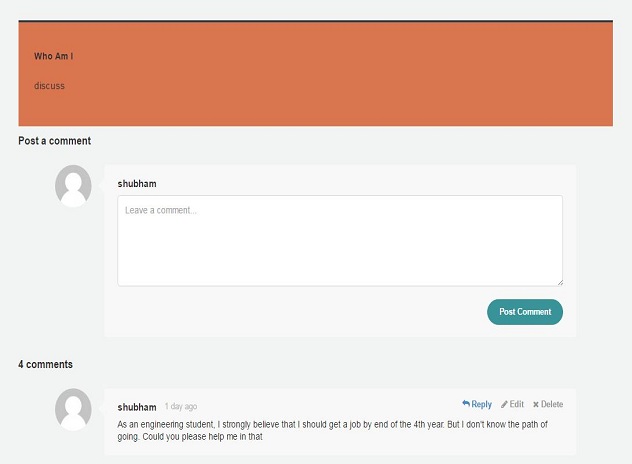 Who Am I
discuss
Post a comment
shubham
Leave a comment...
Post Comment
4 comments
shubham 1 day ago Reply Edit Delete
As an engineering student, I strongly believe that I should get a job by end of the 4th year. But I don't know the path of
going. Could you please help me in that